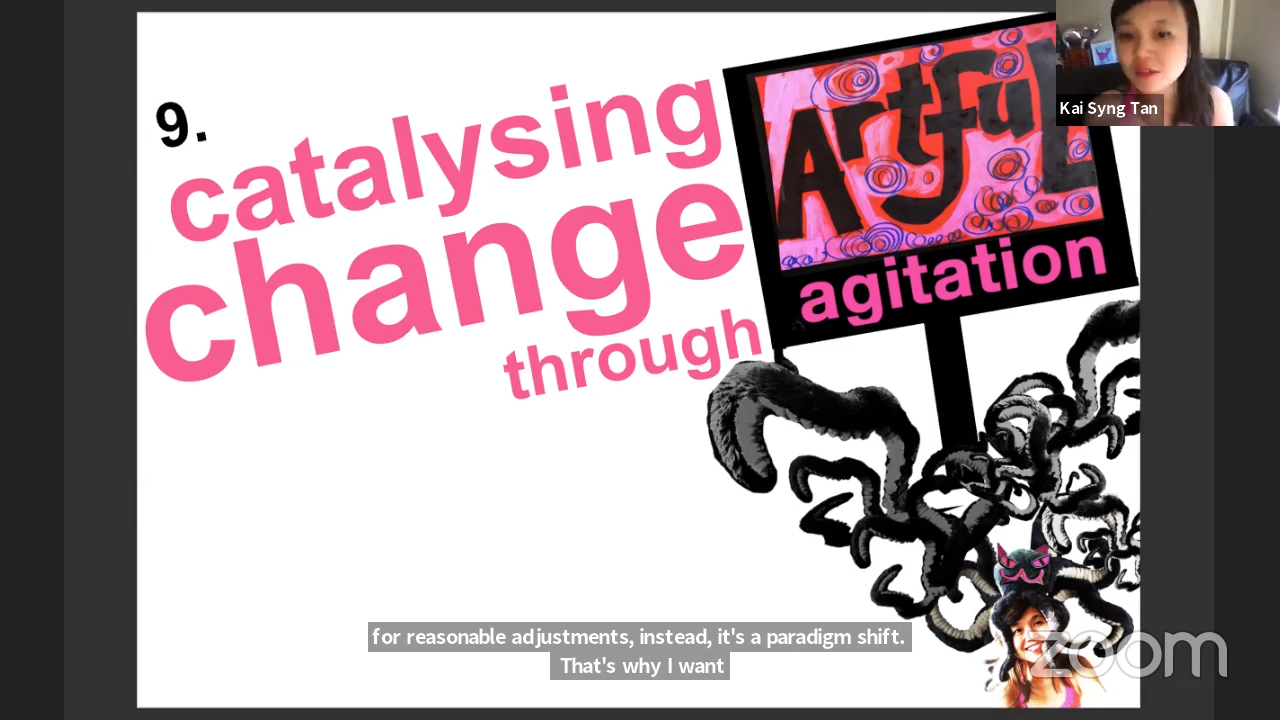 9.
catalysing
change
through
Artful
agitation
Kai Syng Tan
for reasonable adjustments, instead, it's a paradigm shift.
That's why I want
zoom